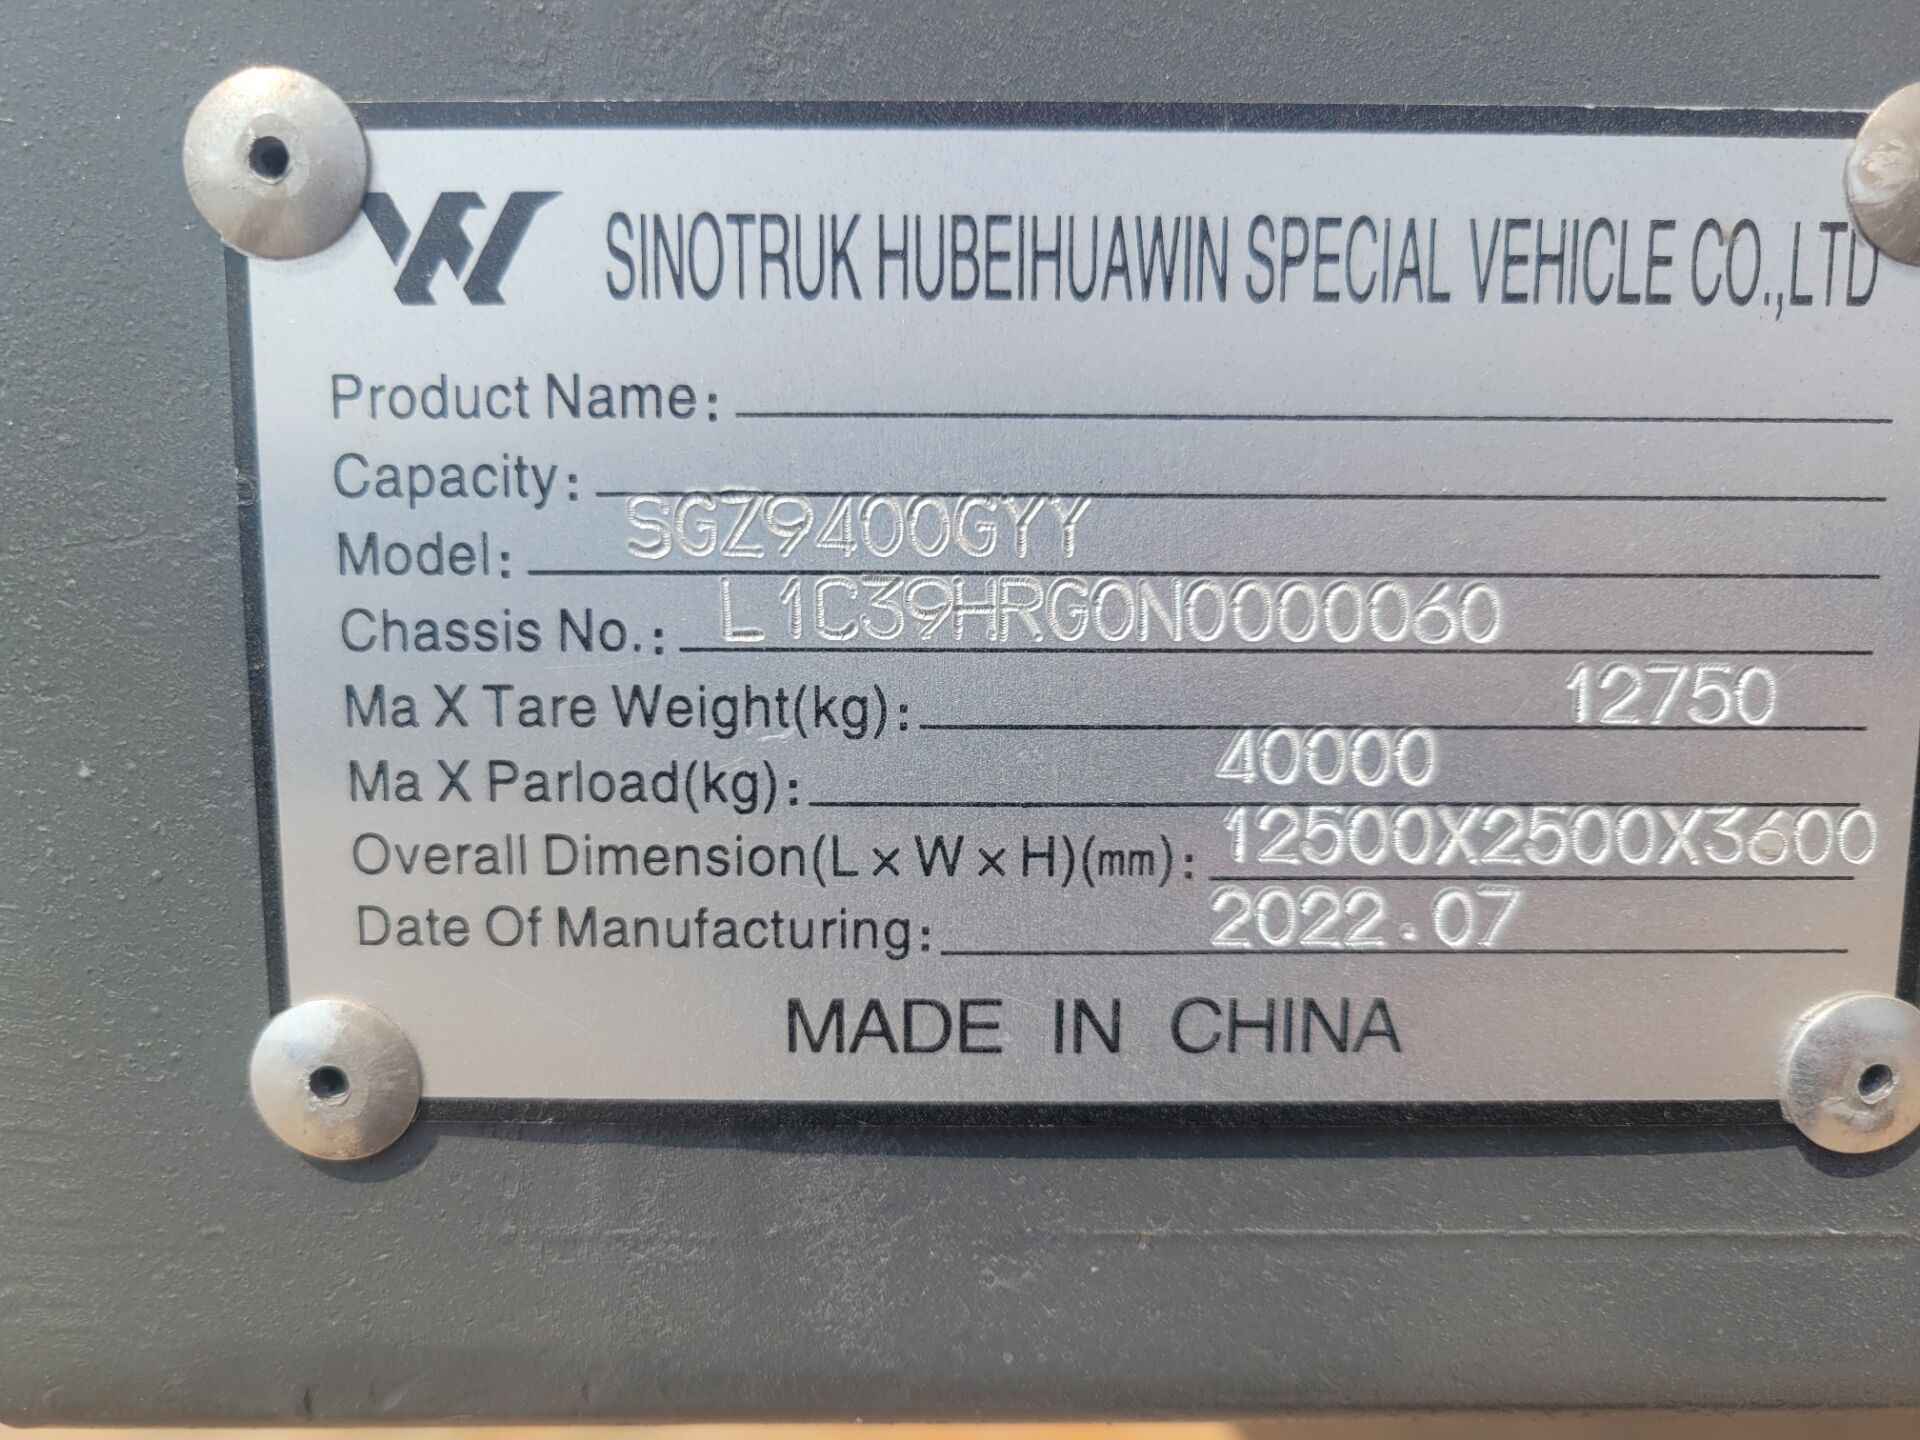 SINOTRUK HUBEIHUAWIN SPECIAL VEHICLE CO.,LTD
Product Name:
Capacity:
Model: SGZ9400GYY
Chassis No.: L1C39HRG0N0000060
Ma X Tare Weight(kg): 12750
Ma X Parload(kg): 40000
Overall Dimension(L×W×H)(mm): 12500X2500X3600
Date Of Manufacturing: 2022.07
MADE IN CHINA